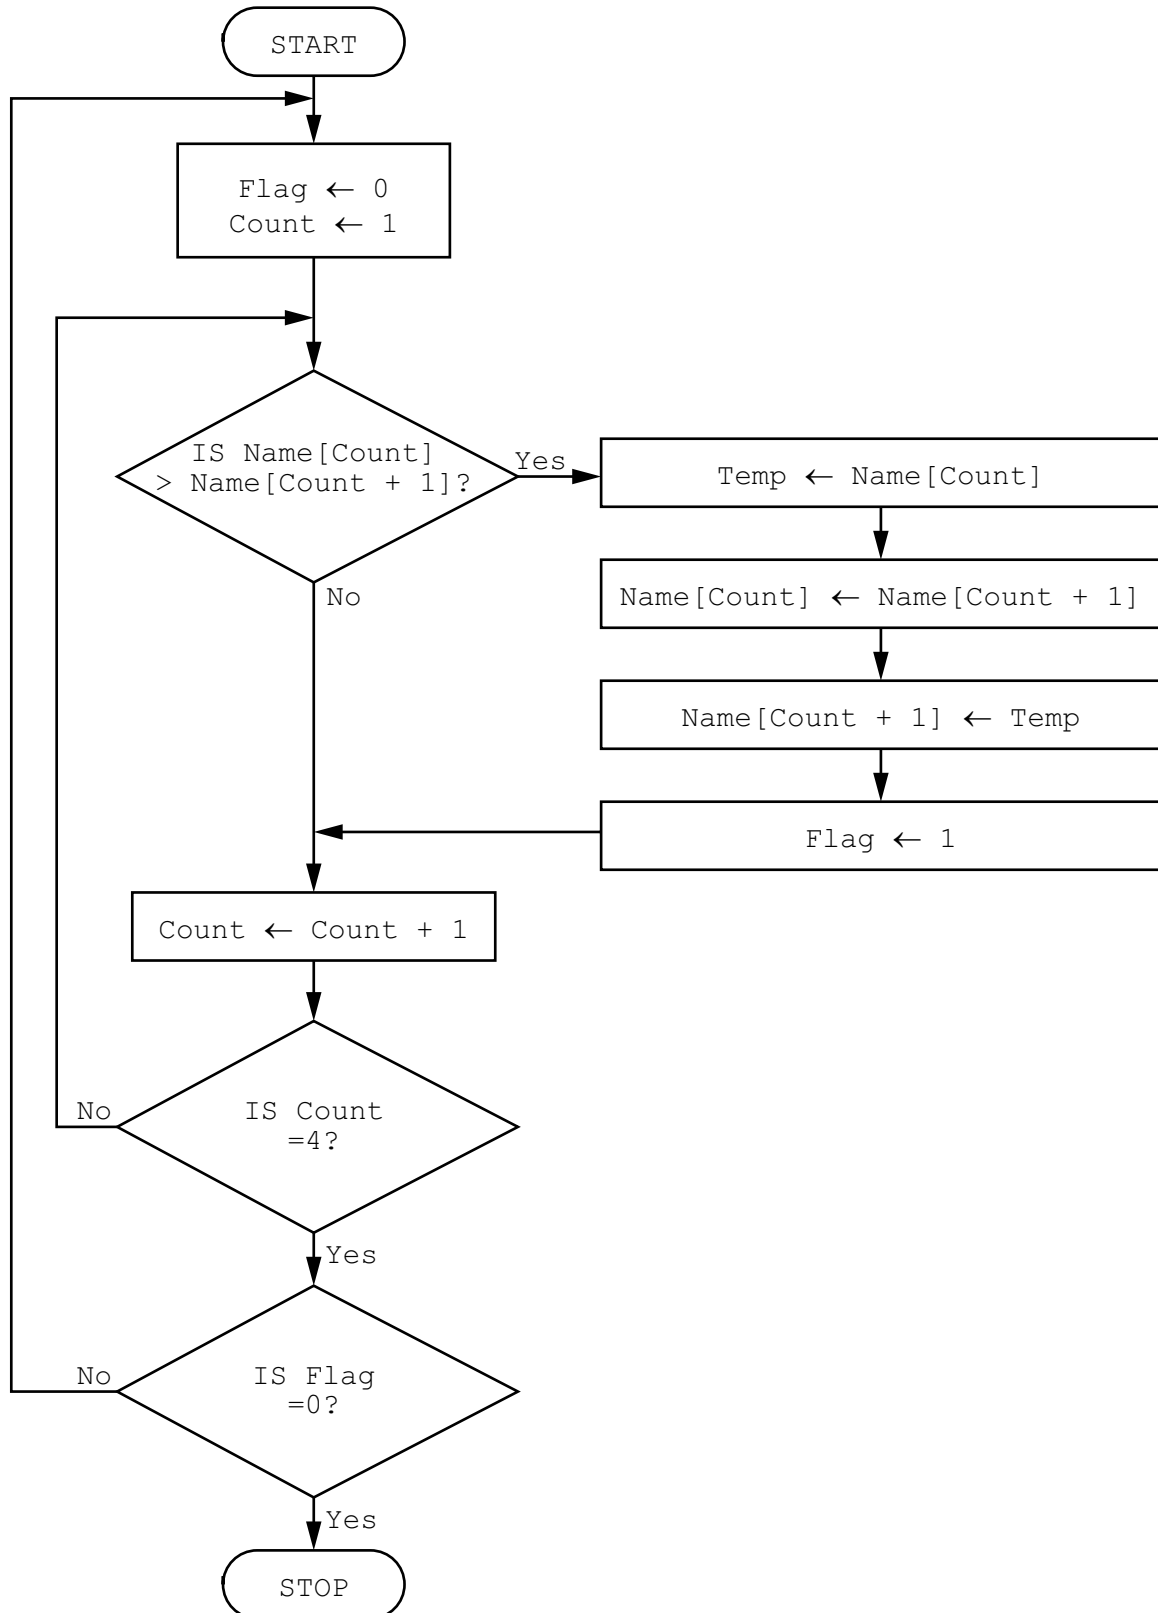 START
Flag ← 0
Count ← 1
IS Name[Count]
> Name[Count + 1]?
Yes
Temp ← Name[Count]
Name[Count] ← Name[Count + 1]
No
Name[Count + 1] ← Temp
Flag ← 1
Count ← Count + 1
No
IS Count
=4?
Yes
No
IS Flag
=0?
Yes
STOP